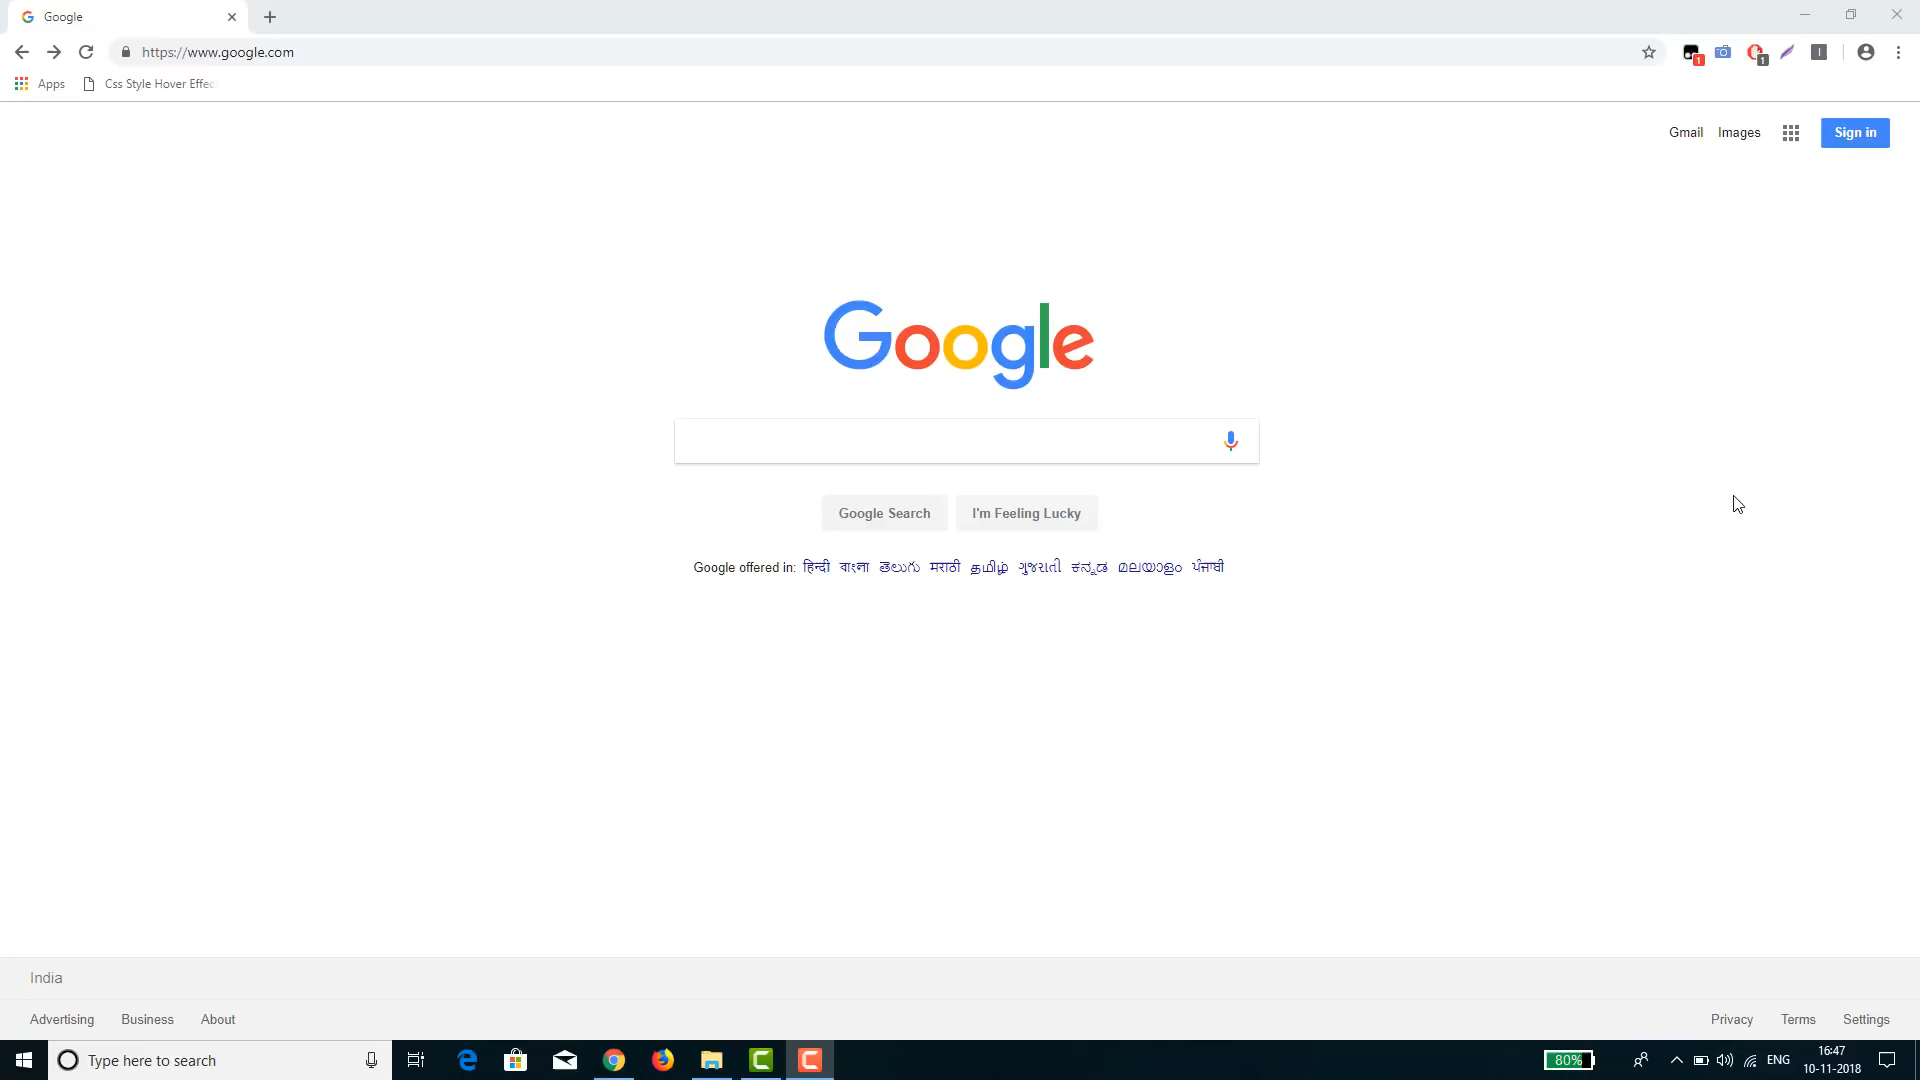 Google
https://www.google.com
Apps
Css Style Hover Effec
1
1
Gmail Images Sign in
Google
Google Search I'm Feeling Lucky
Google offered in: हिन्दी বাংলা తెలుగు मराठी தமிழ் ગુજરાતી ಕನ್ನಡ മലയാളം ਪੰਜਾਬੀ
India
Advertising Business About
Privacy Terms Settings
Type here to search
80%
ENG
16:47
10-11-2018